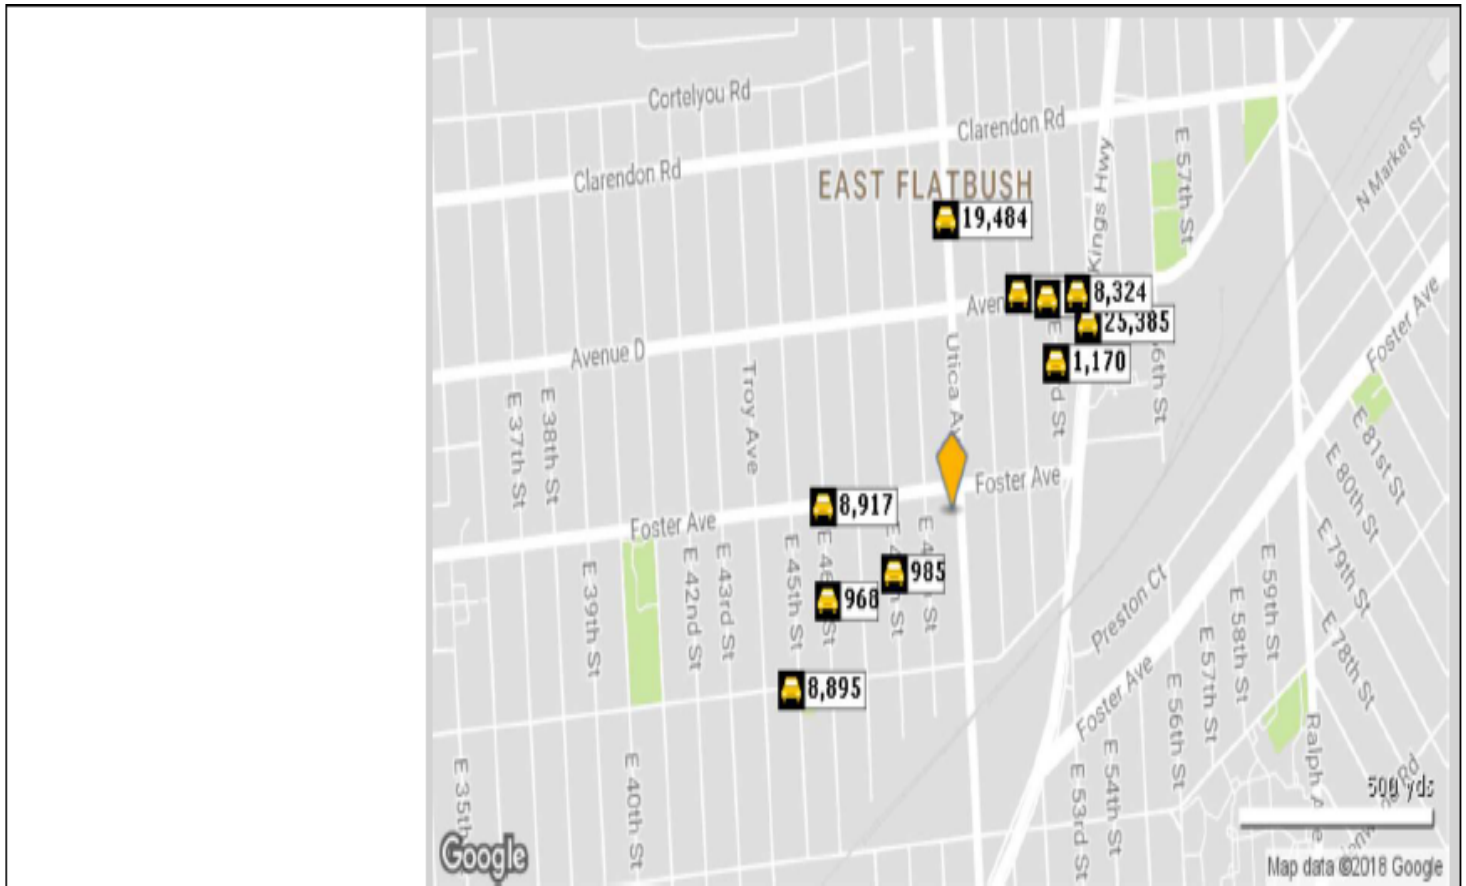 Cortelyou Rd
Clarendon Rd
Clarendon Rd
EAST FLATBUSH
Kings Hwy
E 57th St
N Market St
19,484
8,324
25,385
1,170
Aven
Avenue D
Utica Av
Troy Ave
E 37th St
E 38th St
6th St
Foster Ave
E 81st St
E 80th St
E 79th St
E 78th St
Foster Ave
Foster Ave
8,917
985
968
8,895
E 39th St
E 42nd St
E 43rd St
E 45th St
Preston Ct
Foster Ave
E 59th St
E 58th St
E 57th St
E 56th St
E 54th St
E 53rd St
E 35th
E 40th St
Ralph A
500 yds
Google
Map data ©2018 Google